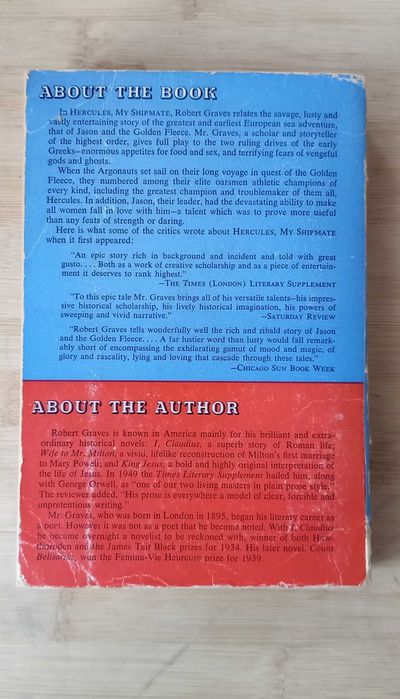 ABOUT THE BOOK
In HERCULES, MY SHIPMATE, Robert Graves relates the savage, lusty and
vastly entertaining story of the greatest and earliest European sea adventure,
that of Jason and the Golden Fleece. Mr. Graves, a scholar and storyteller
of the highest order, gives full play to the two ruling drives of the early
Greeks—enormous appetites for food and sex, and terrifying fears of vengeful
gods and ghosts.
When the Argonauts set sail on their long voyage in quest of the Golden
Fleece, they numbered among their elite oarsmen athletic champions of
every kind, including the greatest champion and troublemaker of them all,
Hercules. In addition, Jason, their leader, had the devastating ability to make
all women fall in love with him—a talent which was to prove more useful
than any feats of strength or daring.
Here is what some of the critics wrote about HERCULES, MY SHIPMATE
when it first appeared:
"An epic story rich in background and incident and told with great
gusto. . . . Both as a work of creative scholarship and as a piece of entertain-
ment it deserves to rank highest."
—THE TIMES (LONDON) LITERARY SUPPLEMENT
"To this epic tale Mr. Graves brings all of his versatile talents—his impres-
sive historical scholarship, his lively historical imagination, his powers of
sweeping and vivid narrative."
—SATURDAY REVIEW
"Robert Graves tells wonderfully well the rich and ribald story of Jason
and the Golden Fleece. . . . A far lustier word than lusty would fall remark-
ably short of encompassing the exhilarating gamut of mood and magic, of
glory and rascality, lying and loving that cascade through these tales."
—CHICAGO SUN BOOK WEEK
ABOUT THE AUTHOR
Robert Graves is known in America mainly for his brilliant and extra-
ordinary historical novels: I, Claudius, a superb story of Roman life;
Wife to Mr. Milton, a vivid, lifelike reconstruction of Milton's first marriage
to Mary Powell; and King Jesus, a bold and highly original interpretation of
the life of Jesus. In 1949 the Times Literary Supplement hailed him, along
with George Orwell, as "one of our two living masters in plain prose style."
The reviewer added, "His prose is everywhere a model of clear, forcible and
unpretentious writing."
Mr. Graves, who was born in London in 1895, began his literary career as
a poet. However it was not as a poet that he became noted. With I, Claudius
he became overnight a novelist to be reckoned with, winner of both Haw-
thornden and the James Tait Black prizes for 1934. His later novel, Count
Belisarius, won the Femina-Vie Heureuse prize for 1939.